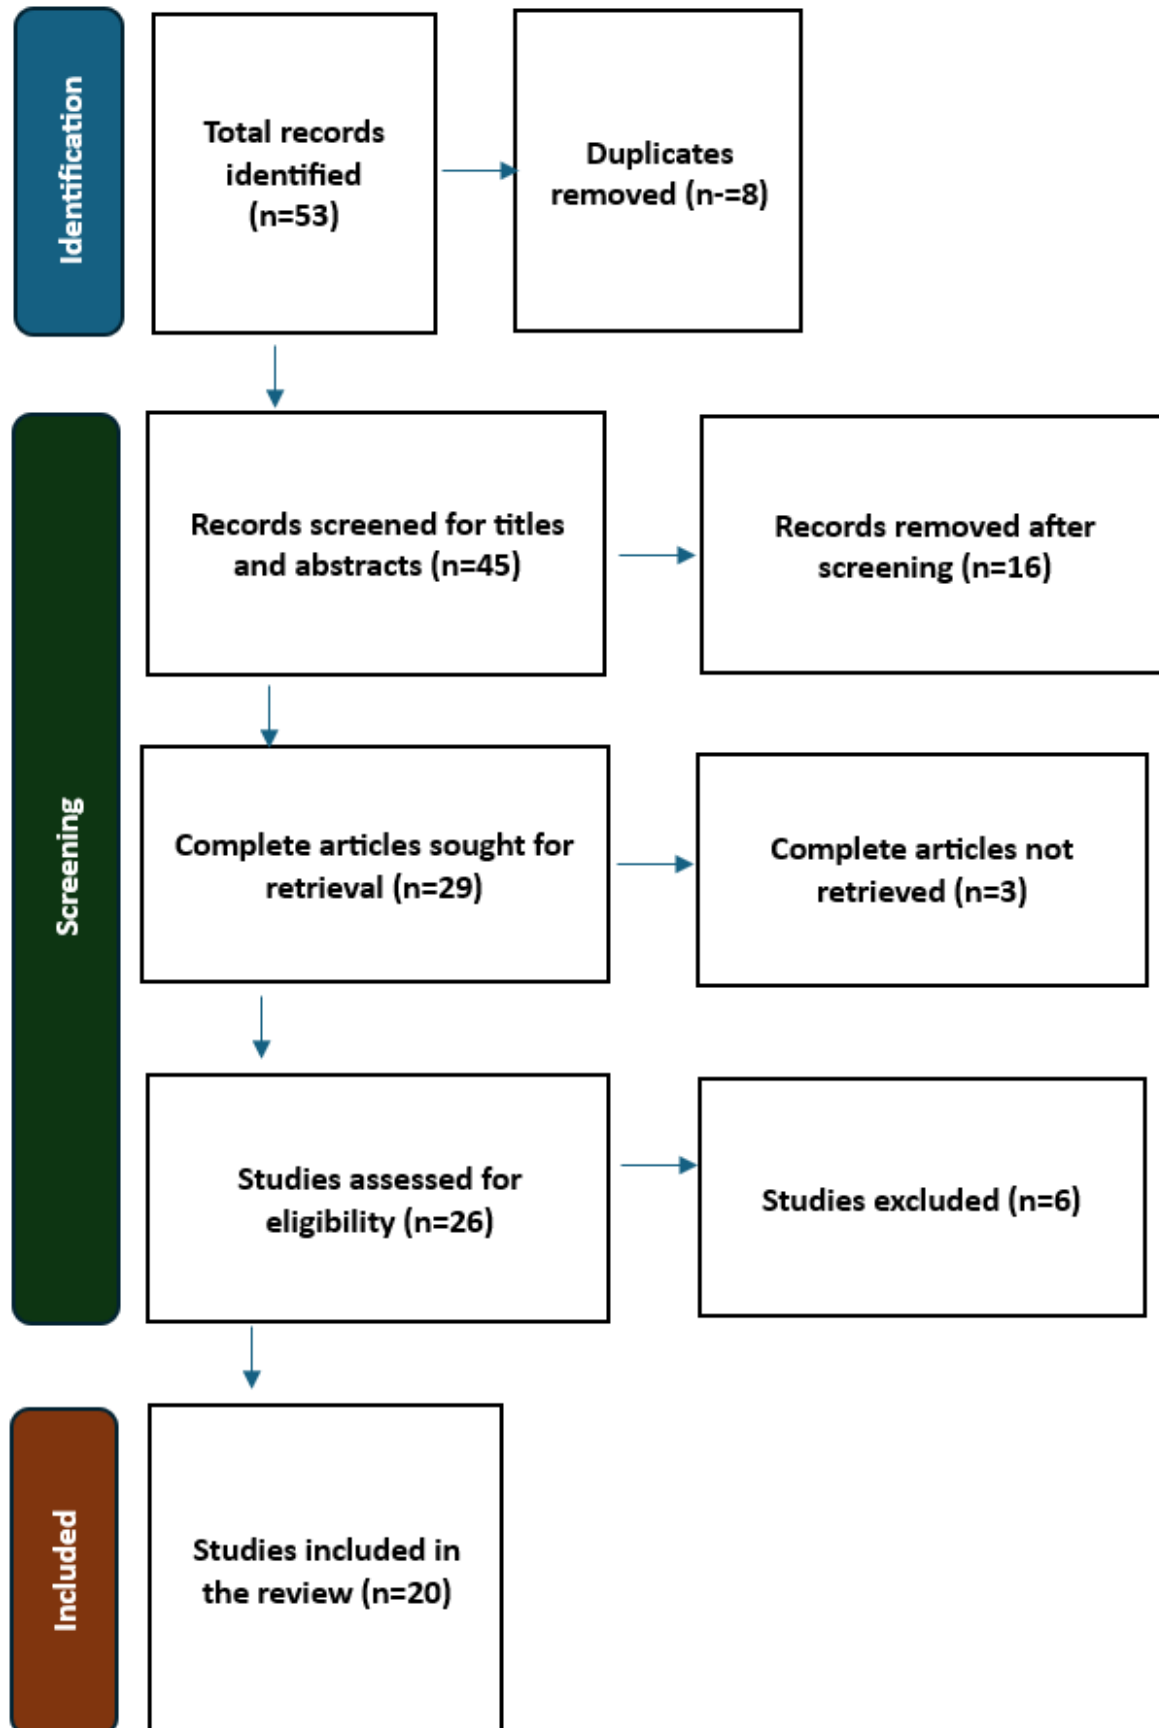 Identification
Total records
identified
(n=53)
Duplicates
removed (n-=8)
Screening
Records screened for titles
and abstracts (n=45)
Records removed after
screening (n=16)
Complete articles sought for
retrieval (n=29)
Complete articles not
retrieved (n=3)
Studies assessed for
eligibility (n=26)
Studies excluded (n=6)
Included
Studies included in
the review (n=20)